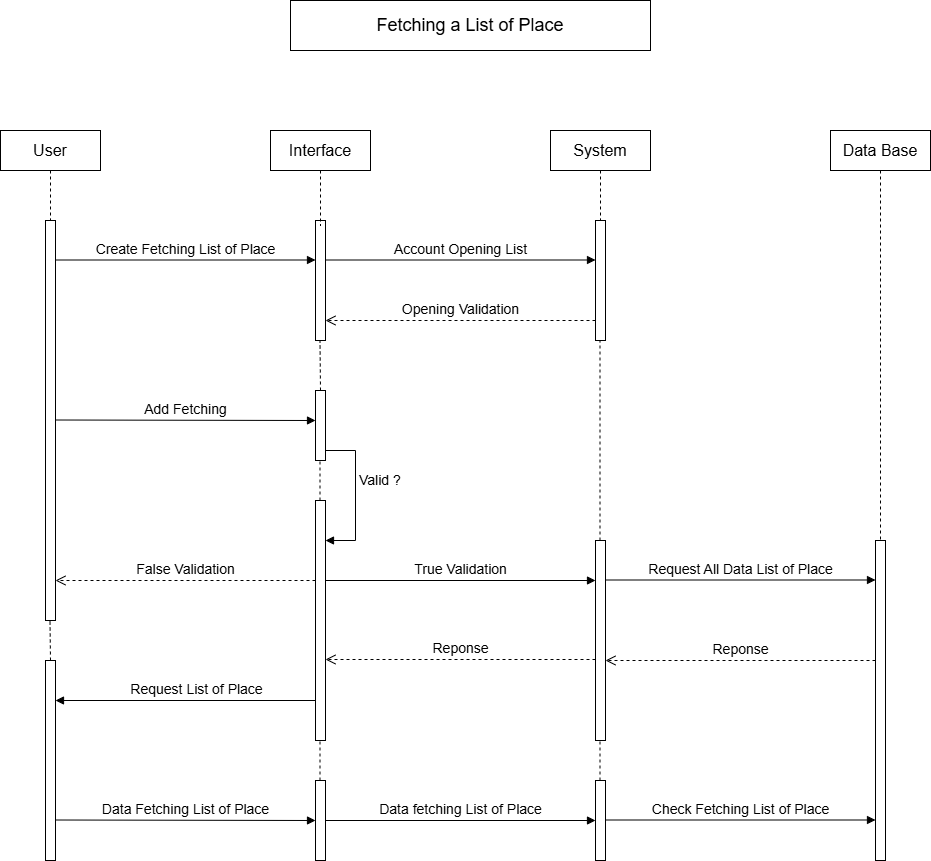 Fetching a List of Place
User
Interface
System
Data Base
Create Fetching List of Place
Account Opening List
Opening Validation
Add Fetching
Valid ?
False Validation
True Validation
Request All Data List of Place
Reponse
Reponse
Request List of Place
Data Fetching List of Place
Data fetching List of Place
Check Fetching List of Place